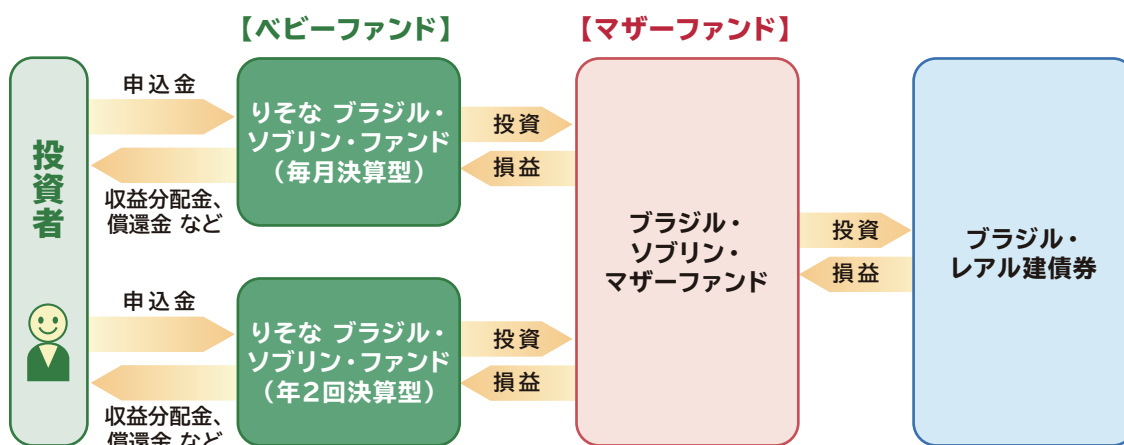 【ベビーファンド】
【マザーファンド】
投資者
申込金
収益分配金、
償還金 など
りそな ブラジル・
ソブリン・ファンド
（毎月決算型）
投資
損益
申込金
収益分配金、
償還金 など
りそな ブラジル・
ソブリン・ファンド
（年2回決算型）
投資
損益
ブラジル・
ソブリン・
マザーファンド
投資
損益
ブラジル・
レアル建債券